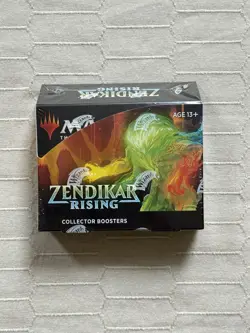 ZENDIKAR
RISING
AGE 13+
ZENDIKAR
RISING
COLLECTOR BOOSTERS